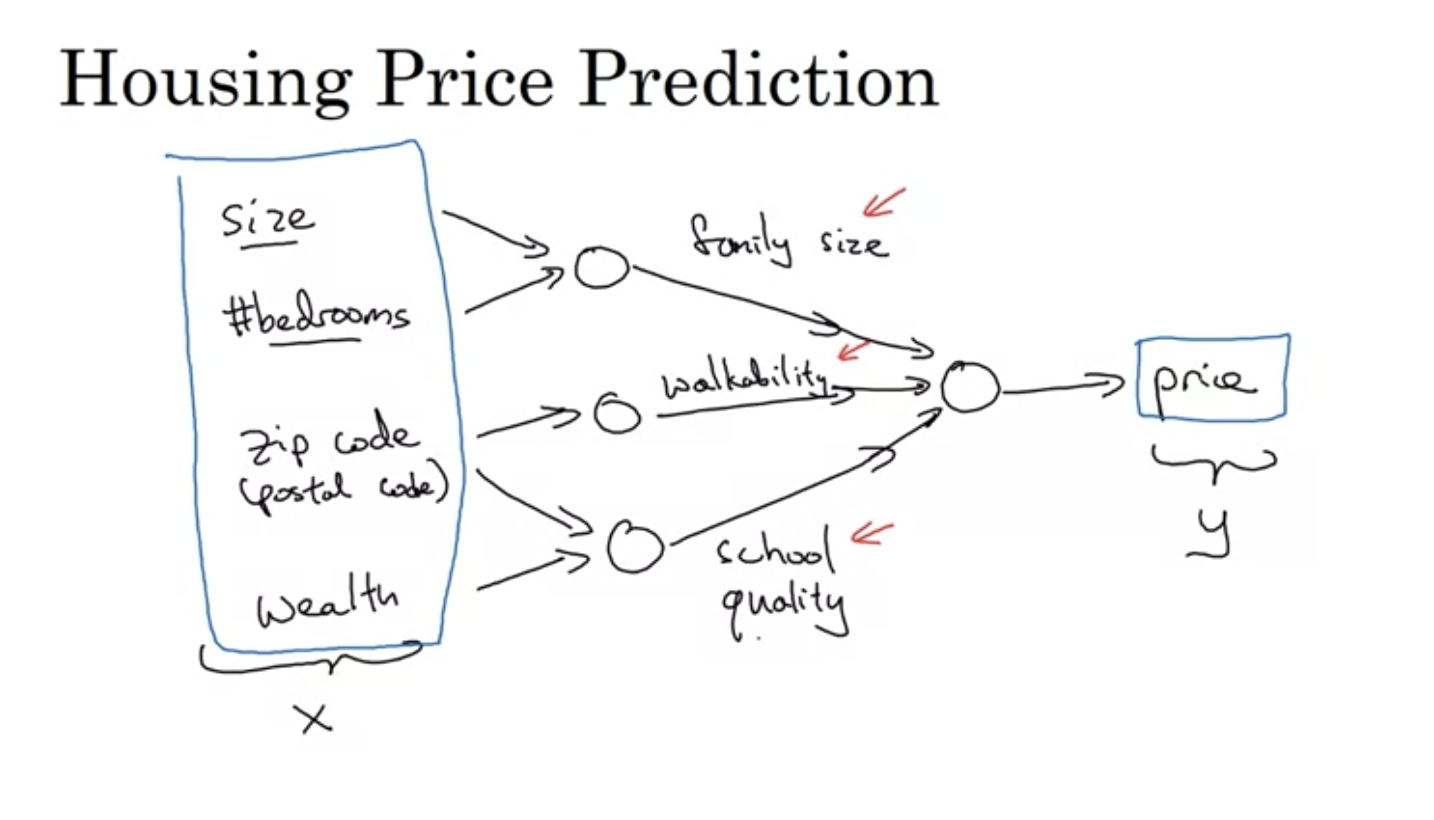 Housing Price Prediction
size
#bedrooms
zip code
(postal code)
wealth
x
family size
walkability
school
quality
price
y